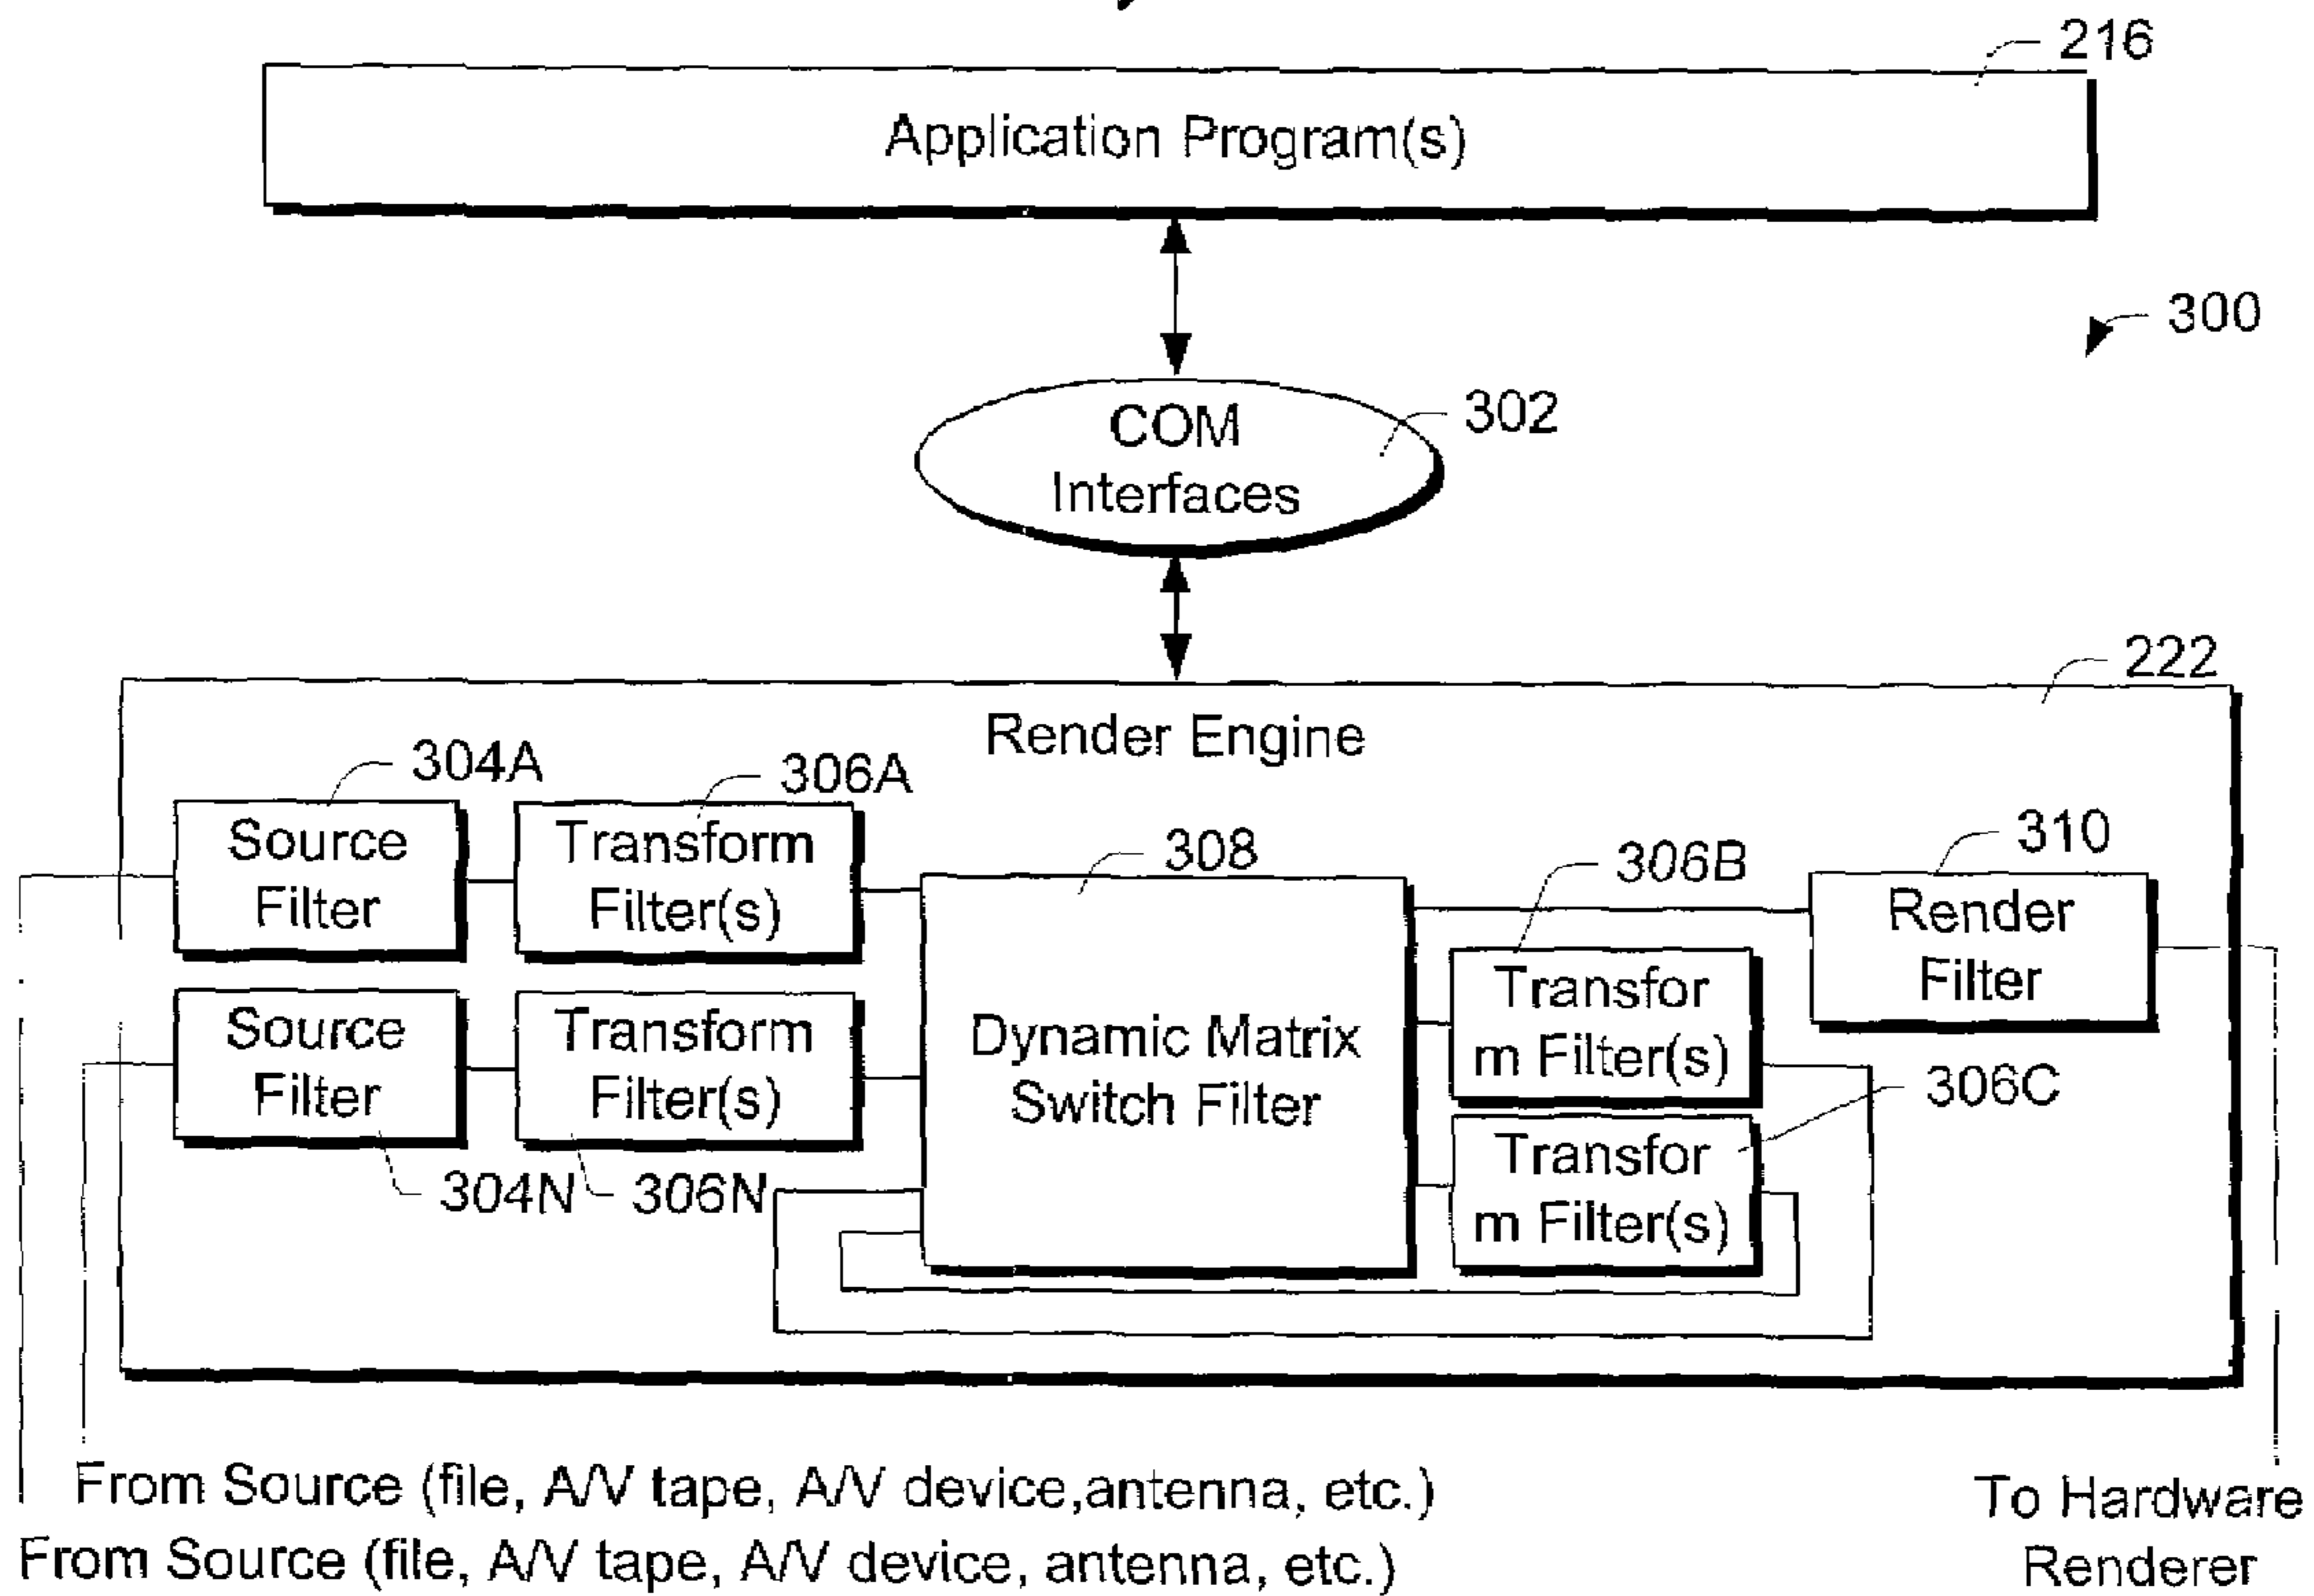 216
Application Program(s)
300
COM
Interfaces
302
222
Render Engine
304A
306A
Source
Filter
Transform
Filter(s)
308
306B
310
Render
Filter
Source
Filter
Transform
Filter(s)
Dynamic Matrix
Switch Filter
Transfor
m Filter(s)
306C
Transfor
m Filter(s)
304N
306N
From Source (file, A/V tape, A/V device,antenna, etc.)
From Source (file, A/V tape, A/V device, antenna, etc.)
To Hardware
Renderer